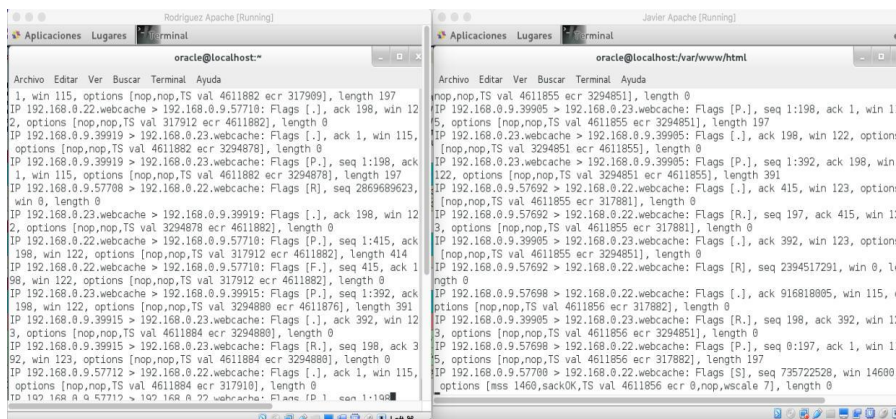 Rodriguez Apache [Running]
Aplicaciones Lugares Terminal
oracle@localhost:~
Archivo Editar Ver Buscar Terminal Ayuda
1, win 115, options [nop,nop,TS val 4611882 ecr 317909], length 197
IP 192.168.0.22.webcache > 192.168.0.9.57710: Flags [.], ack 198, win 12
2, options [nop,nop,TS val 317912 ecr 4611882], length 0
IP 192.168.0.9.39919 > 192.168.0.23.webcache: Flags [.], ack 1, win 115,
options [nop,nop,TS val 4611882 ecr 3294878], length 0
IP 192.168.0.9.39919 > 192.168.0.23.webcache: Flags [P.], seq 1:198, ack
1, win 115, options [nop,nop,TS val 4611882 ecr 3294878], length 197
IP 192.168.0.9.57708 > 192.168.0.22.webcache: Flags [R], seq 2869689623,
win 0, length 0
IP 192.168.0.23.webcache > 192.168.0.9.39919: Flags [.], ack 198, win 12
2, options [nop,nop,TS val 3294878 ecr 4611882], length 0
IP 192.168.0.22.webcache > 192.168.0.9.57710: Flags [P.], seq 1:415, ack
198, win 122, options [nop,nop,TS val 317912 ecr 4611882], length 414
IP 192.168.0.22.webcache > 192.168.0.9.57710: Flags [F.], seq 415, ack 1
98, win 122, options [nop,nop,TS val 317912 ecr 4611882], length 0
IP 192.168.0.23.webcache > 192.168.0.9.39915: Flags [P.], seq 1:392, ack
198, win 122, options [nop,nop,TS val 3294880 ecr 4611876], length 391
IP 192.168.0.9.39915 > 192.168.0.23.webcache: Flags [.], ack 392, win 12
3, options [nop,nop,TS val 4611884 ecr 3294880], length 0
IP 192.168.0.9.39915 > 192.168.0.23.webcache: Flags [R.], seq 198, ack 3
92, win 123, options [nop,nop,TS val 4611884 ecr 3294880], length 0
IP 192.168.0.9.57712 > 192.168.0.22.webcache: Flags [.], ack 1, win 115,
options [nop,nop,TS val 4611884 ecr 317910], length 0
IP 192.168.0.9.57712 > 192.168.0.22.webcache: Flags [P.], seq 1:198
Left ⌘
Javier Apache [Running]
Aplicaciones Lugares Terminal
oracle@localhost:/var/www/html
Archivo Editar Ver Buscar Terminal Ayuda
nop,nop,TS val 4611855 ecr 3294851], length 0
IP 192.168.0.9.39905 > 192.168.0.23.webcache: Flags [P.], seq 1:198, ack 1, win 11
5, options [nop,nop,TS val 4611855 ecr 3294851], length 197
IP 192.168.0.23.webcache > 192.168.0.9.39905: Flags [.], ack 198, win 122, options
[nop,nop,TS val 3294851 ecr 4611855], length 0
IP 192.168.0.23.webcache > 192.168.0.9.39905: Flags [P.], seq 1:392, ack 198, win
122, options [nop,nop,TS val 3294851 ecr 4611855], length 391
IP 192.168.0.9.57692 > 192.168.0.22.webcache: Flags [.], ack 415, win 123, options
[nop,nop,TS val 4611855 ecr 317881], length 0
IP 192.168.0.9.57692 > 192.168.0.22.webcache: Flags [R.], seq 197, ack 415, win 12
3, options [nop,nop,TS val 4611855 ecr 317881], length 0
IP 192.168.0.9.39905 > 192.168.0.23.webcache: Flags [.], ack 392, win 123, options
[nop,nop,TS val 4611855 ecr 3294851], length 0
IP 192.168.0.9.57692 > 192.168.0.22.webcache: Flags [R], seq 2394517291, win 0, le
ngth 0
IP 192.168.0.9.57698 > 192.168.0.22.webcache: Flags [.], ack 916818005, win 115, o
ptions [nop,nop,TS val 4611856 ecr 317882], length 0
IP 192.168.0.9.39905 > 192.168.0.23.webcache: Flags [R.], seq 198, ack 392, win 12
3, options [nop,nop,TS val 4611856 ecr 3294851], length 0
IP 192.168.0.9.57698 > 192.168.0.22.webcache: Flags [P.], seq 0:197, ack 1, win 11
5, options [nop,nop,TS val 4611856 ecr 317882], length 197
IP 192.168.0.9.57700 > 192.168.0.22.webcache: Flags [S], seq 735722528, win 14600,
options [mss 1460,sackOK,TS val 4611856 ecr 0,nop,wscale 7], length 0